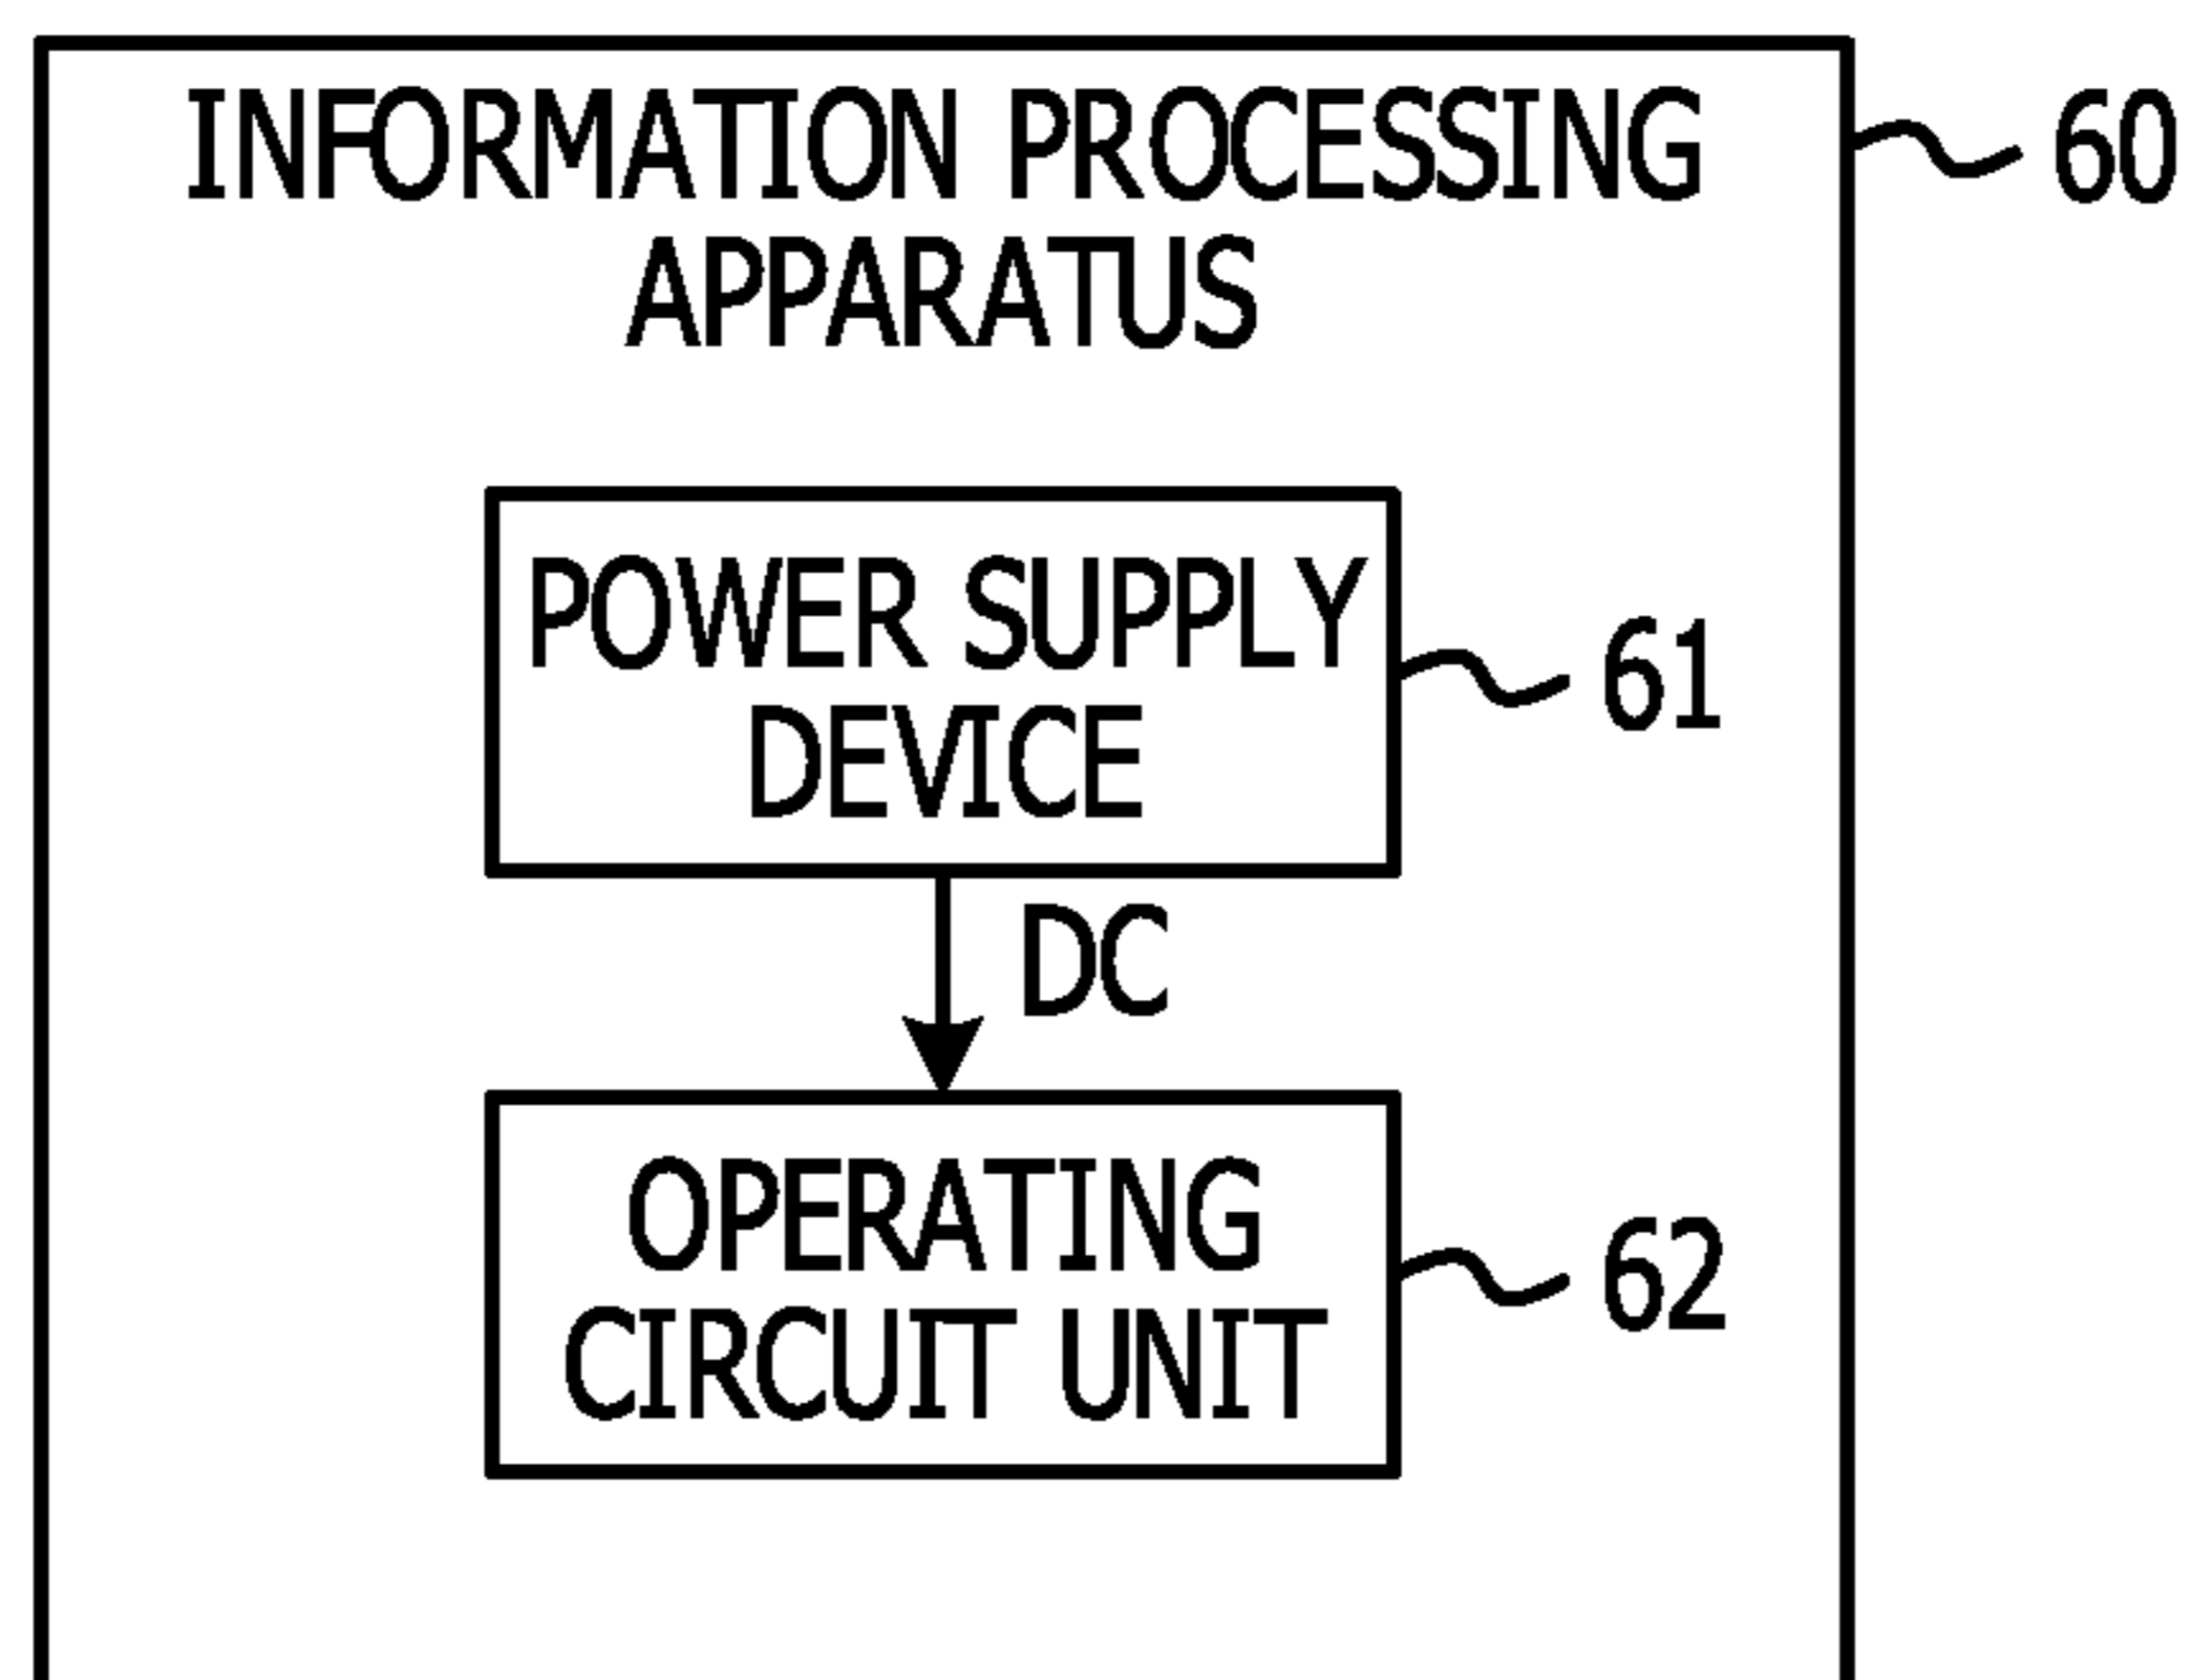 INFORMATION PROCESSING
APPARATUS
60
POWER SUPPLY
DEVICE
61
DC
OPERATING
CIRCUIT UNIT
62